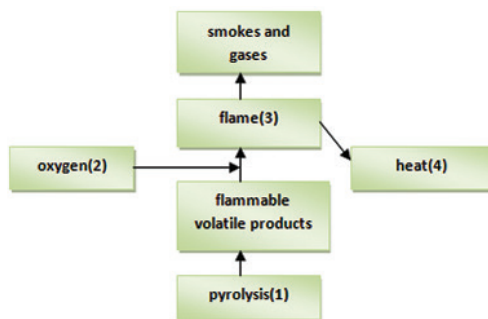 smokes and
gases
flame(3)
oxygen(2)
heat(4)
flammable
volatile products
pyrolysis(1)